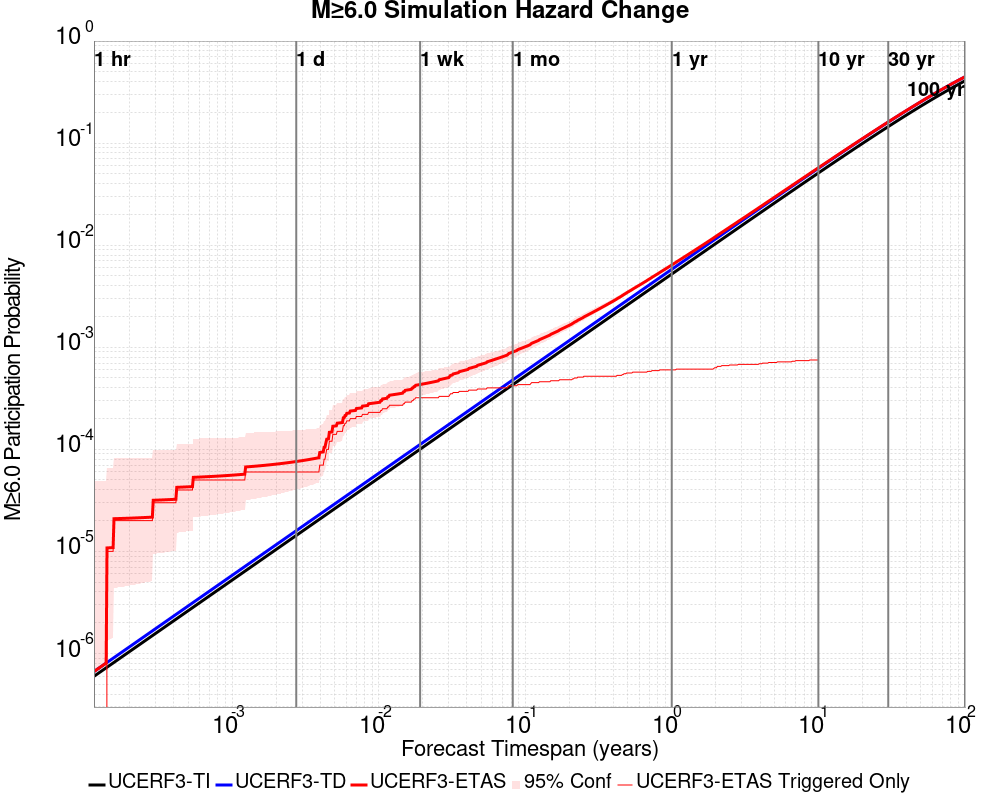 M≥6.0 Simulation Hazard Change
10^0
1 hr
1 d
1 wk
1 mo
1 yr
10 yr
30 yr
100 yr
10^-1
10^-2
10^-3
10^-4
10^-5
10^-6
M≥6.0 Participation Probability
10^-3
10^-2
10^-1
10^0
10^1
10^2
Forecast Timespan (years)
UCERF3-TI UCERF3-TD UCERF3-ETAS 95% Conf UCERF3-ETAS Triggered Only